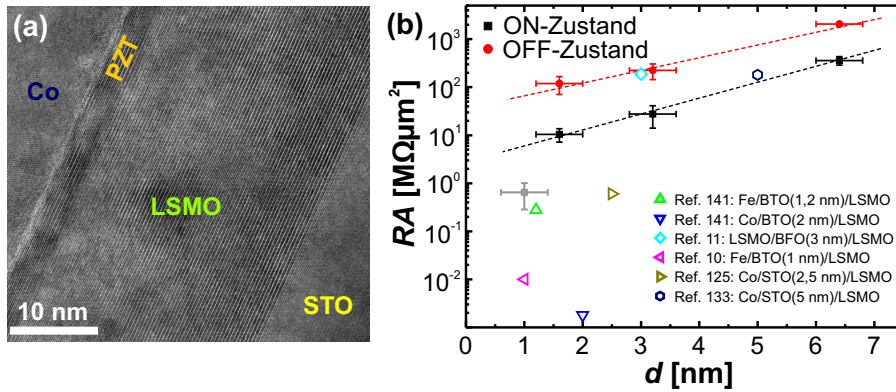 (a)
PZT
Co
LSMO
STO
10 nm
(b)
ON-Zustand
OFF-Zustand
RA [MΩμm²]
10³
10²
10¹
10⁰
10⁻¹
10⁻²
Ref. 141: Fe/BTO(1,2 nm)/LSMO
Ref. 141: Co/BTO(2 nm)/LSMO
Ref. 11: LSMO/BFO(3 nm)/LSMO
Ref. 10: Fe/BTO(1 nm)/LSMO
Ref. 125: Co/STO(2,5 nm)/LSMO
Ref. 133: Co/STO(5 nm)/LSMO
0 1 2 3 4 5 6 7
d [nm]